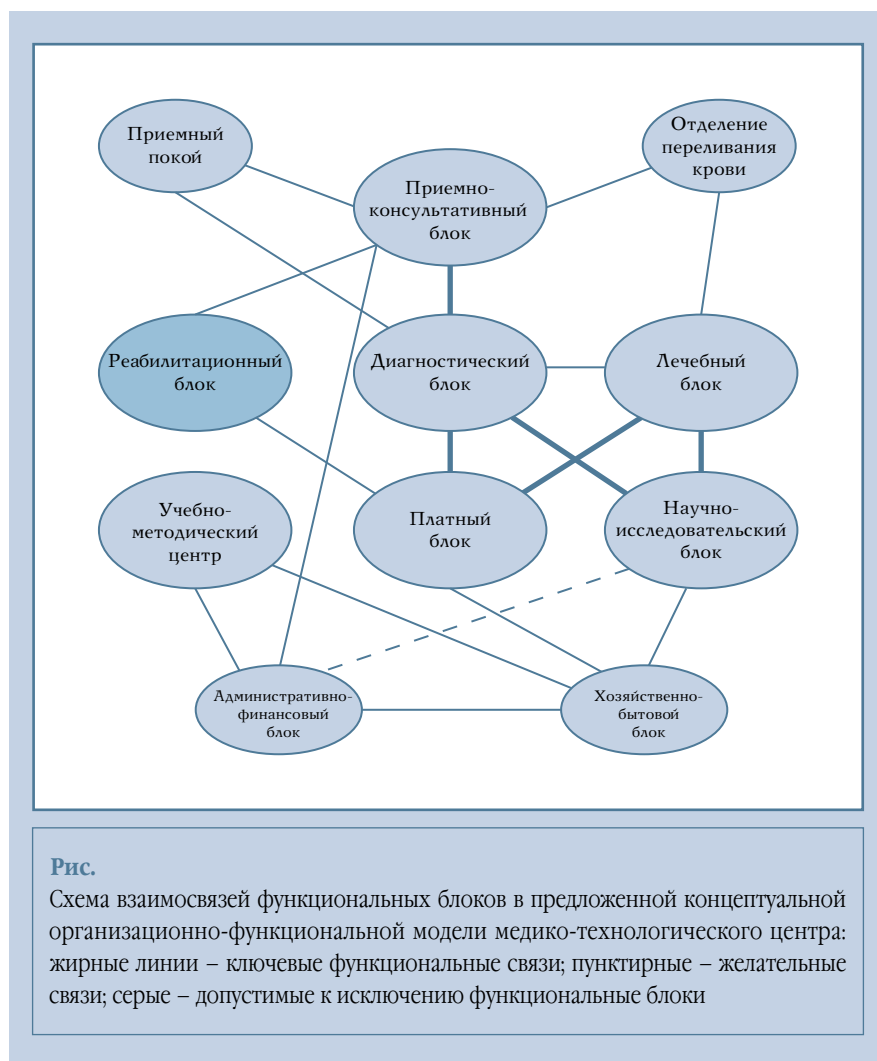 Приемный
покой
Отделение
переливания
крови
Приемно-
консультативный
блок
Реабилитационный
блок
Диагностический
блок
Лечебный
блок
Учебно-
методический
центр
Платный
блок
Научно-
исследовательский
блок
Административно-
финансовый
блок
Хозяйственно-
бытовой
блок
Рис.
Схема взаимосвязей функциональных блоков в предложенной концептуальной
организационно-функциональной модели медико-технологического центра:
жирные линии – ключевые функциональные связи; пунктирные – желательные
связи; серые – допустимые к исключению функциональные блоки